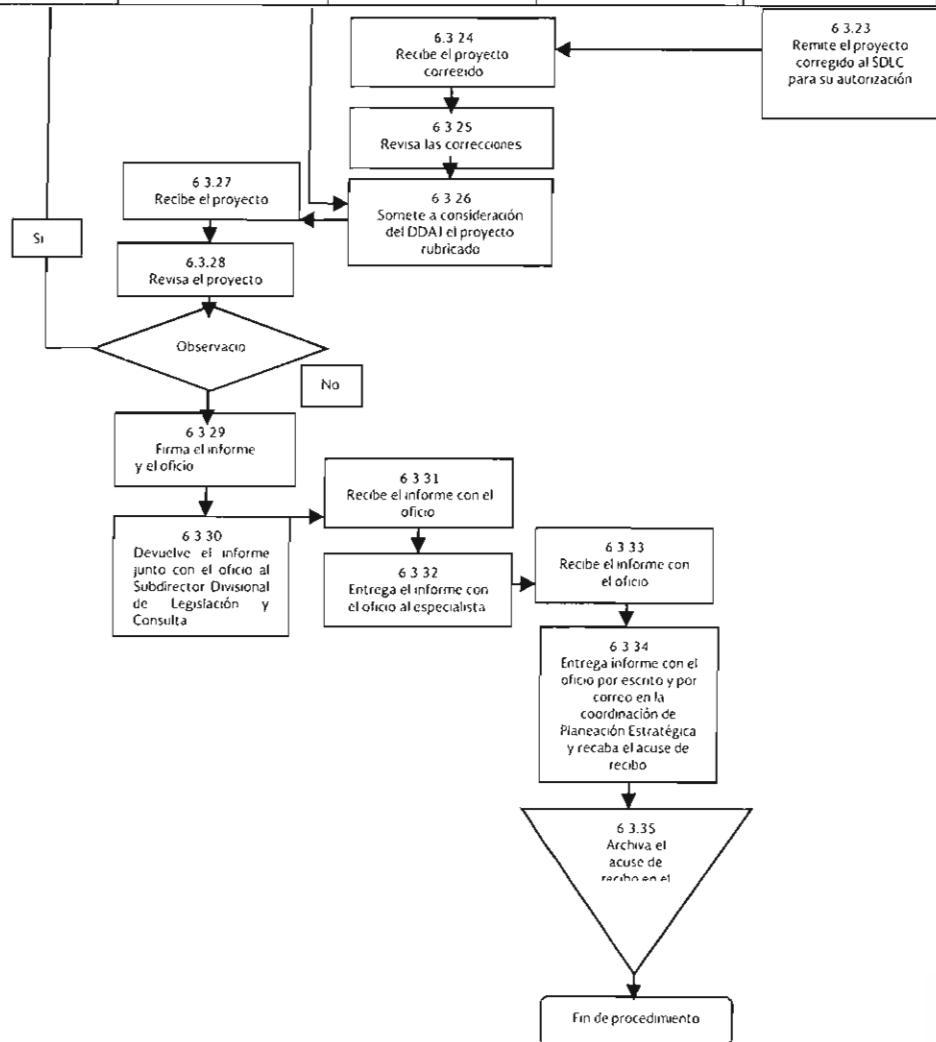 6.3.23
Remite el proyecto
corregido al SDLC
para su autorización
6.3.24
Recibe el proyecto
corregido
6.3.25
Revisa las correcciones
6.3.26
Somete a consideración
del DDAJ el proyecto
rubricado
6.3.27
Recibe el proyecto
6.3.28
Revisa el proyecto
Si
Observacio
No
6.3.29
Firma el informe
y el oficio
6.3.30
Devuelve el informe
junto con el oficio al
Subdirector Divisional
de Legislación y
Consulta
6.3.31
Recibe el informe con el
oficio
6.3.32
Entrega el informe con
el oficio al especialista
6.3.33
Recibe el informe con
el oficio
6.3.34
Entrega informe con el
oficio por escrito y por
correo en la
coordinación de
Planeación Estratégica
y recaba el acuse de
recibo
6.3.35
Archiva el
acuse de
recibo en el
Fin de procedimiento